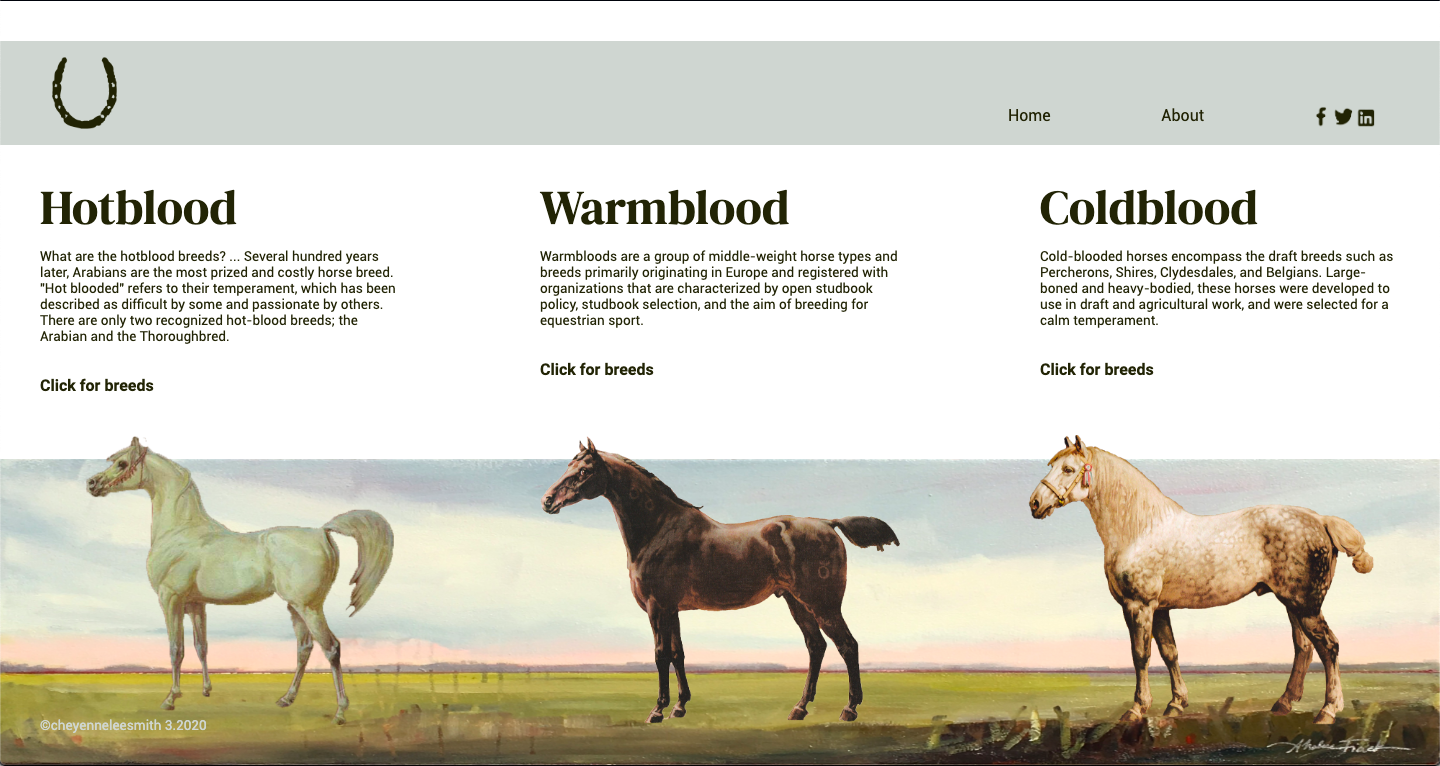 Home
About
Hotblood
What are the hotblood breeds? ... Several hundred years
later, Arabians are the most prized and costly horse breed.
"Hot blooded" refers to their temperament, which has been
described as difficult by some and passionate by others.
There are only two recognized hot-blood breeds; the
Arabian and the Thoroughbred.
Click for breeds
Warmblood
Warmbloods are a group of middle-weight horse types and
breeds primarily originating in Europe and registered with
organizations that are characterized by open studbook
policy, studbook selection, and the aim of breeding for
equestrian sport.
Click for breeds
Coldblood
Cold-blooded horses encompass the draft breeds such as
Percherons, Shires, Clydesdales, and Belgians. Large-
boned and heavy-bodied, these horses were developed to
use in draft and agricultural work, and were selected for a
calm temperament.
Click for breeds
©cheyenneleesmith 3.2020